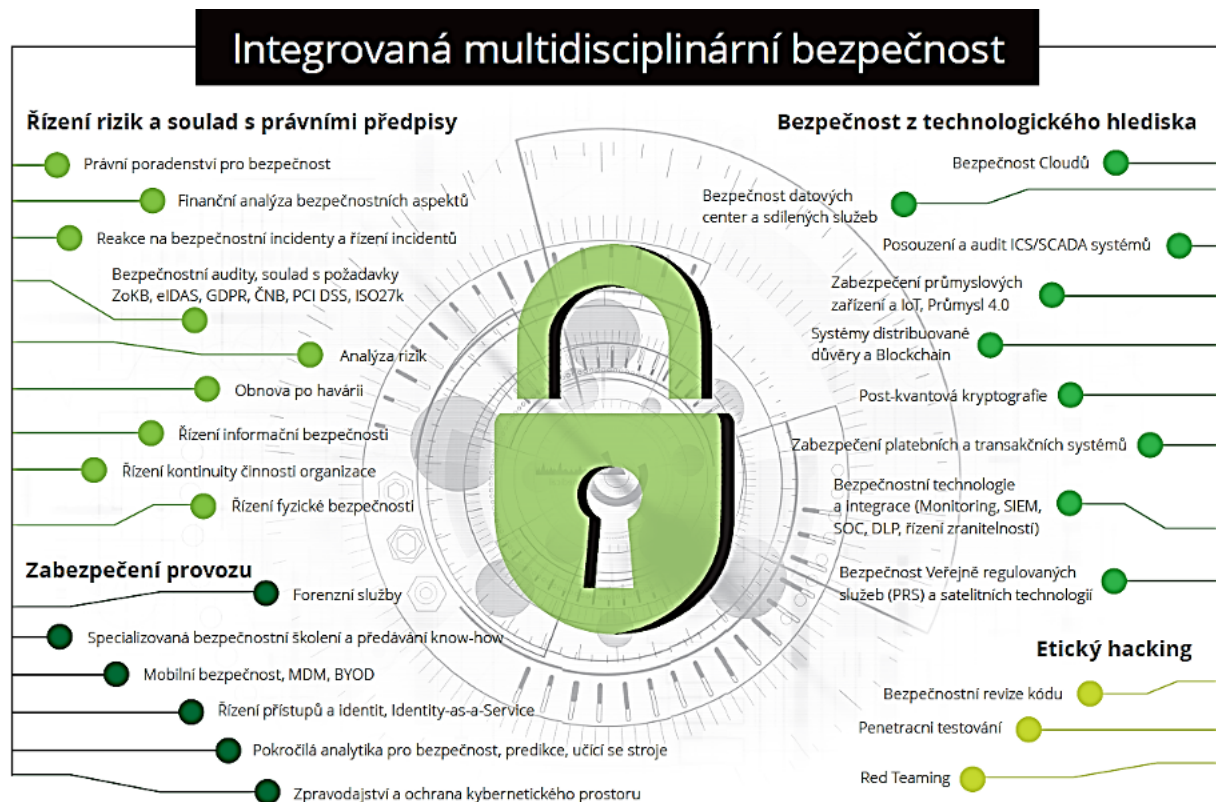 Integrovaná multidisciplinární bezpečnost
Řízení rizik a soulad s právními předpisy
Právní poradenství pro bezpečnost
Finanční analýza bezpečnostních aspektů
Reakce na bezpečnostní incidenty a řízení incidentů
Bezpečnostní audity, soulad s požadavky
ZoKB, eIDAS, GDPR, ČNB, PCI DSS, ISO27k
Analýza rizik
Obnova po havárii
Řízení informační bezpečnosti
Řízení kontinuity činnosti organizace
Řízení fyzické bezpečnosti
Zabezpečení provozu
Forenzní služby
Specializovaná bezpečnostní školení a předávání know-how
Mobilní bezpečnost, MDM, BYOD
Řízení přístupů a identit, Identity-as-a-Service
Pokročilá analytika pro bezpečnost, predikce, učící se stroje
Zpravodajství a ochrana kybernetického prostoru
Bezpečnost z technologického hlediska
Bezpečnost Cloudů
Bezpečnost datových
center a sdílených služeb
Posouzení a audit ICS/SCADA systémů
Zabezpečení průmyslových
zařízení a IoT, Průmysl 4.0
Systémy distribuované
důvěry a Blockchain
Post-kvantová kryptografie
Zabezpečení platebních a transakčních systémů
Bezpečnostní technologie
a integrace (Monitoring, SIEM,
SOC, DLP, řízení zranitelností)
Bezpečnost Veřejně regulovaných
služeb (PRS) a satelitních technologií
Etický hacking
Bezpečnostní revize kódu
Penetracni testování
Red Teaming